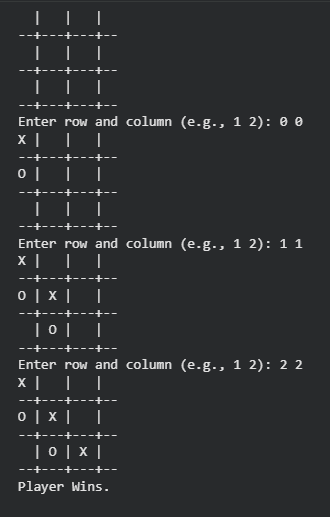 |   |   |
--+---+---+--
  |   |   |
--+---+---+--
  |   |   |
--+---+---+--
Enter row and column (e.g., 1 2): 0 0
X |   |   |
--+---+---+--
O |   |   |
--+---+---+--
  |   |   |
--+---+---+--
Enter row and column (e.g., 1 2): 1 1
X |   |   |
--+---+---+--
O | X |   |
--+---+---+--
  | O |   |
--+---+---+--
Enter row and column (e.g., 1 2): 2 2
X |   |   |
--+---+---+--
O | X |   |
--+---+---+--
  | O | X |
--+---+---+--
Player Wins.